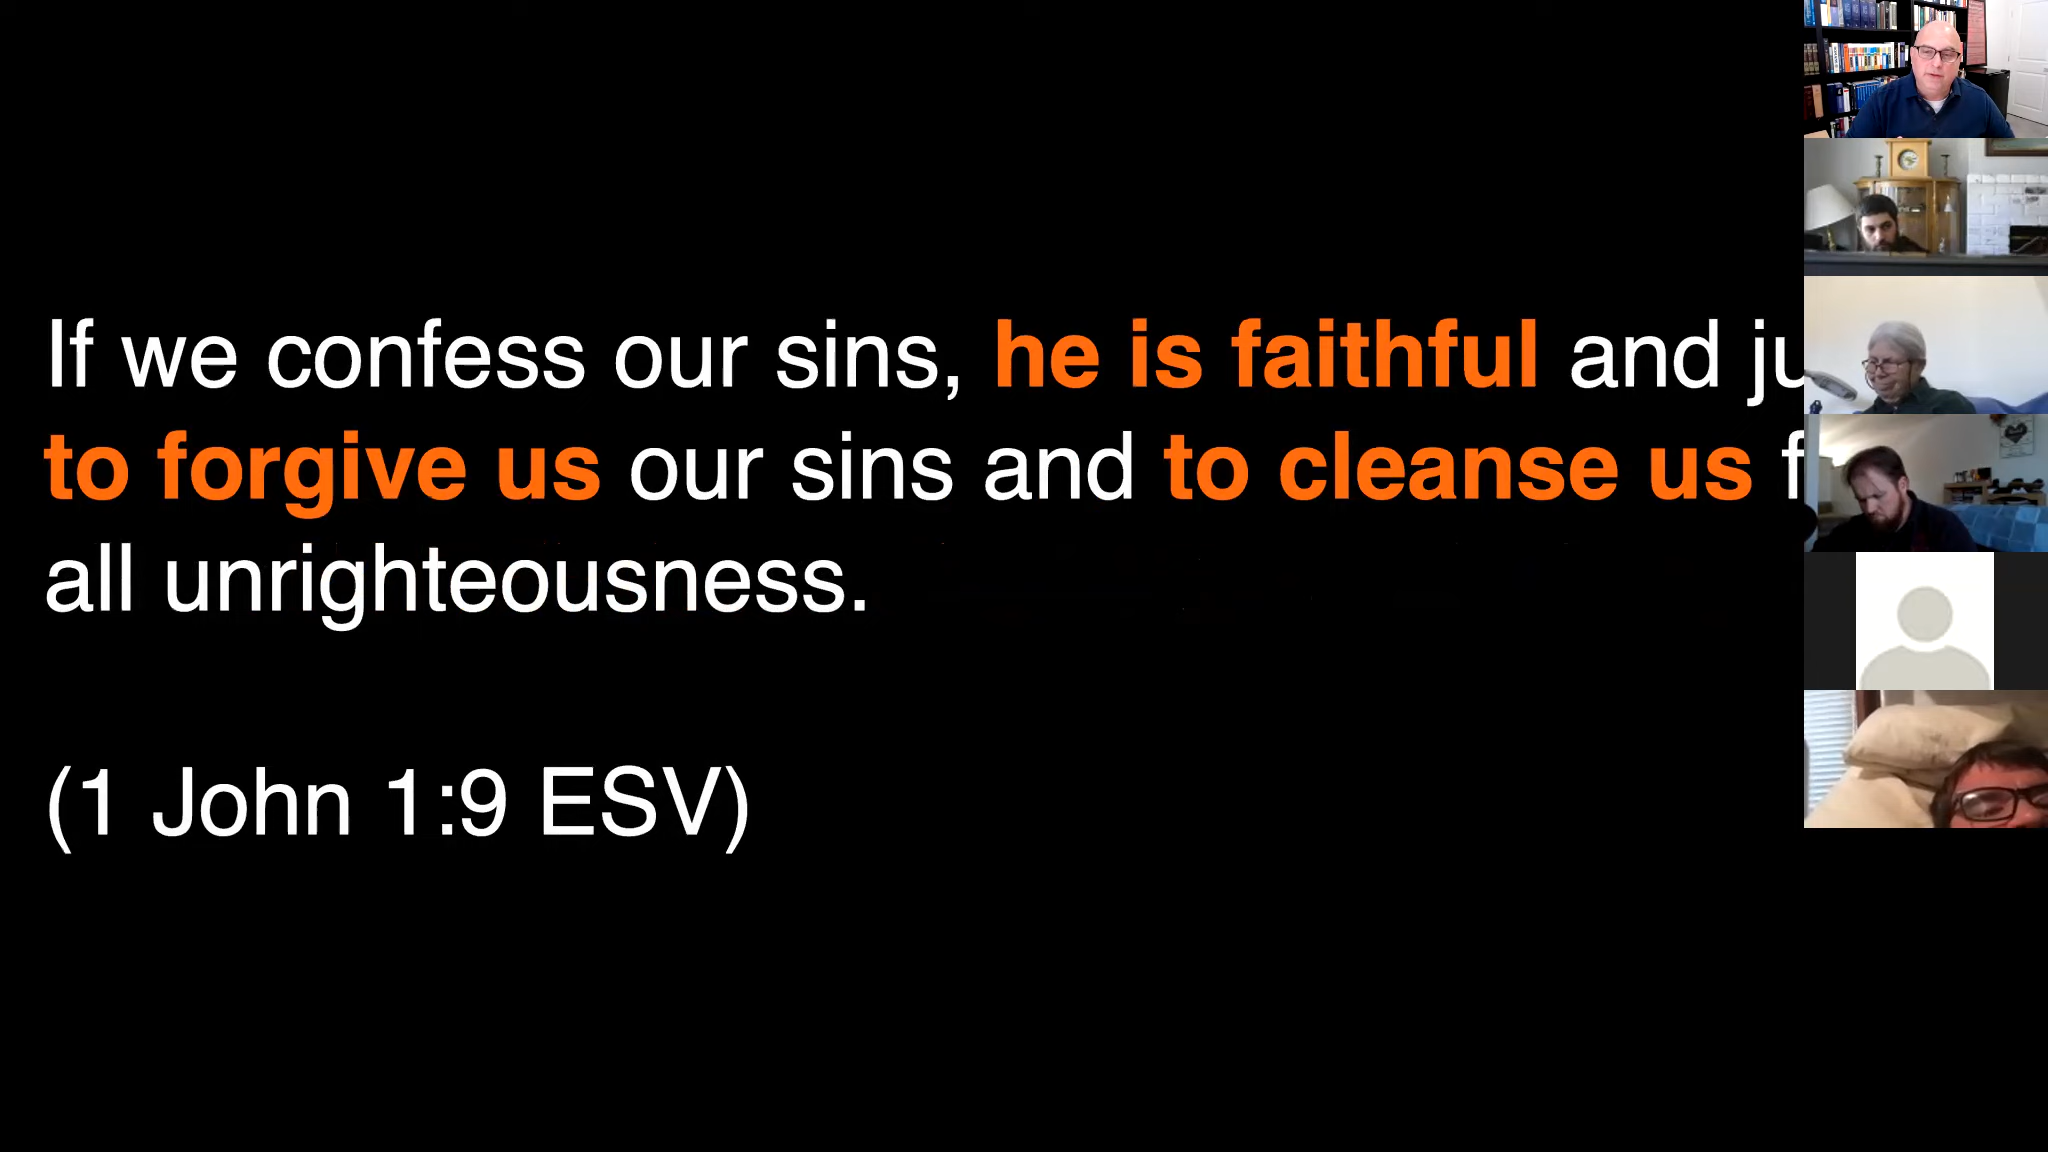 If we confess our sins, he is faithful and
to forgive us our sins and to cleanse us
all unrighteousness.
(1 John 1:9 ESV)